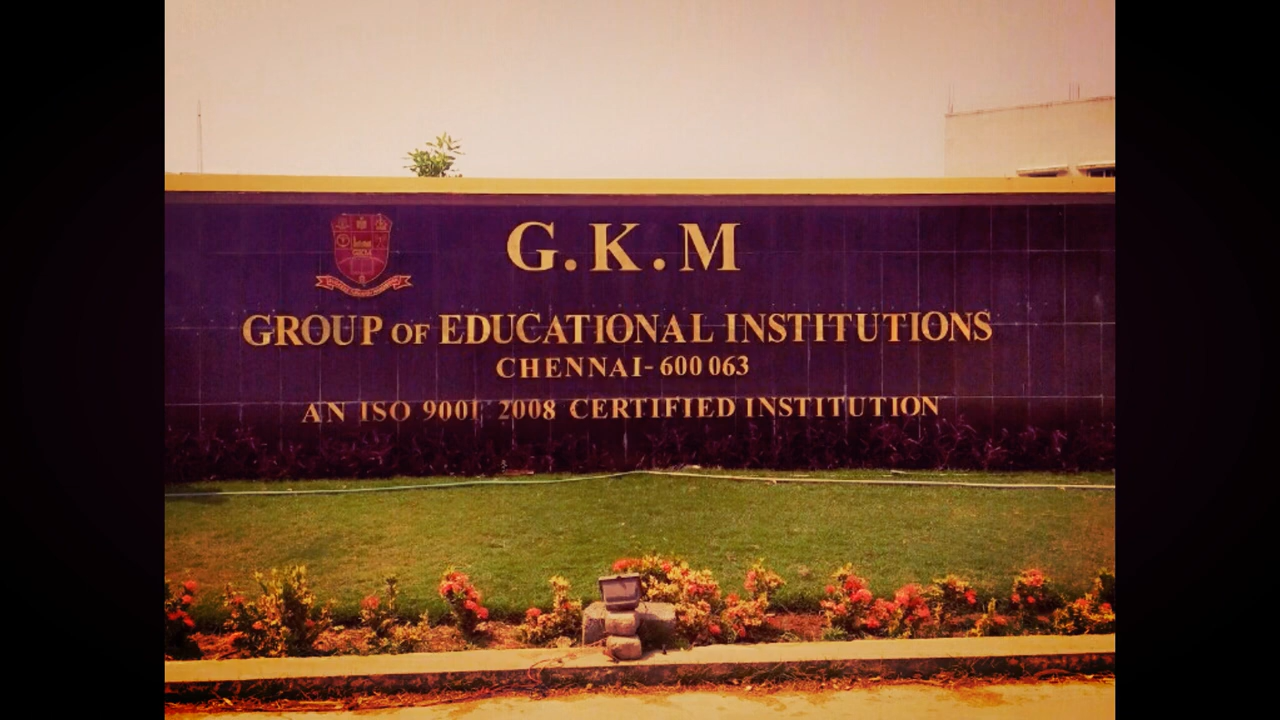 G.K.M
GROUP OF EDUCATIONAL INSTITUTIONS
CHENNAI-600 063
AN ISO 9001 2008 CERTIFIED INSTITUTION